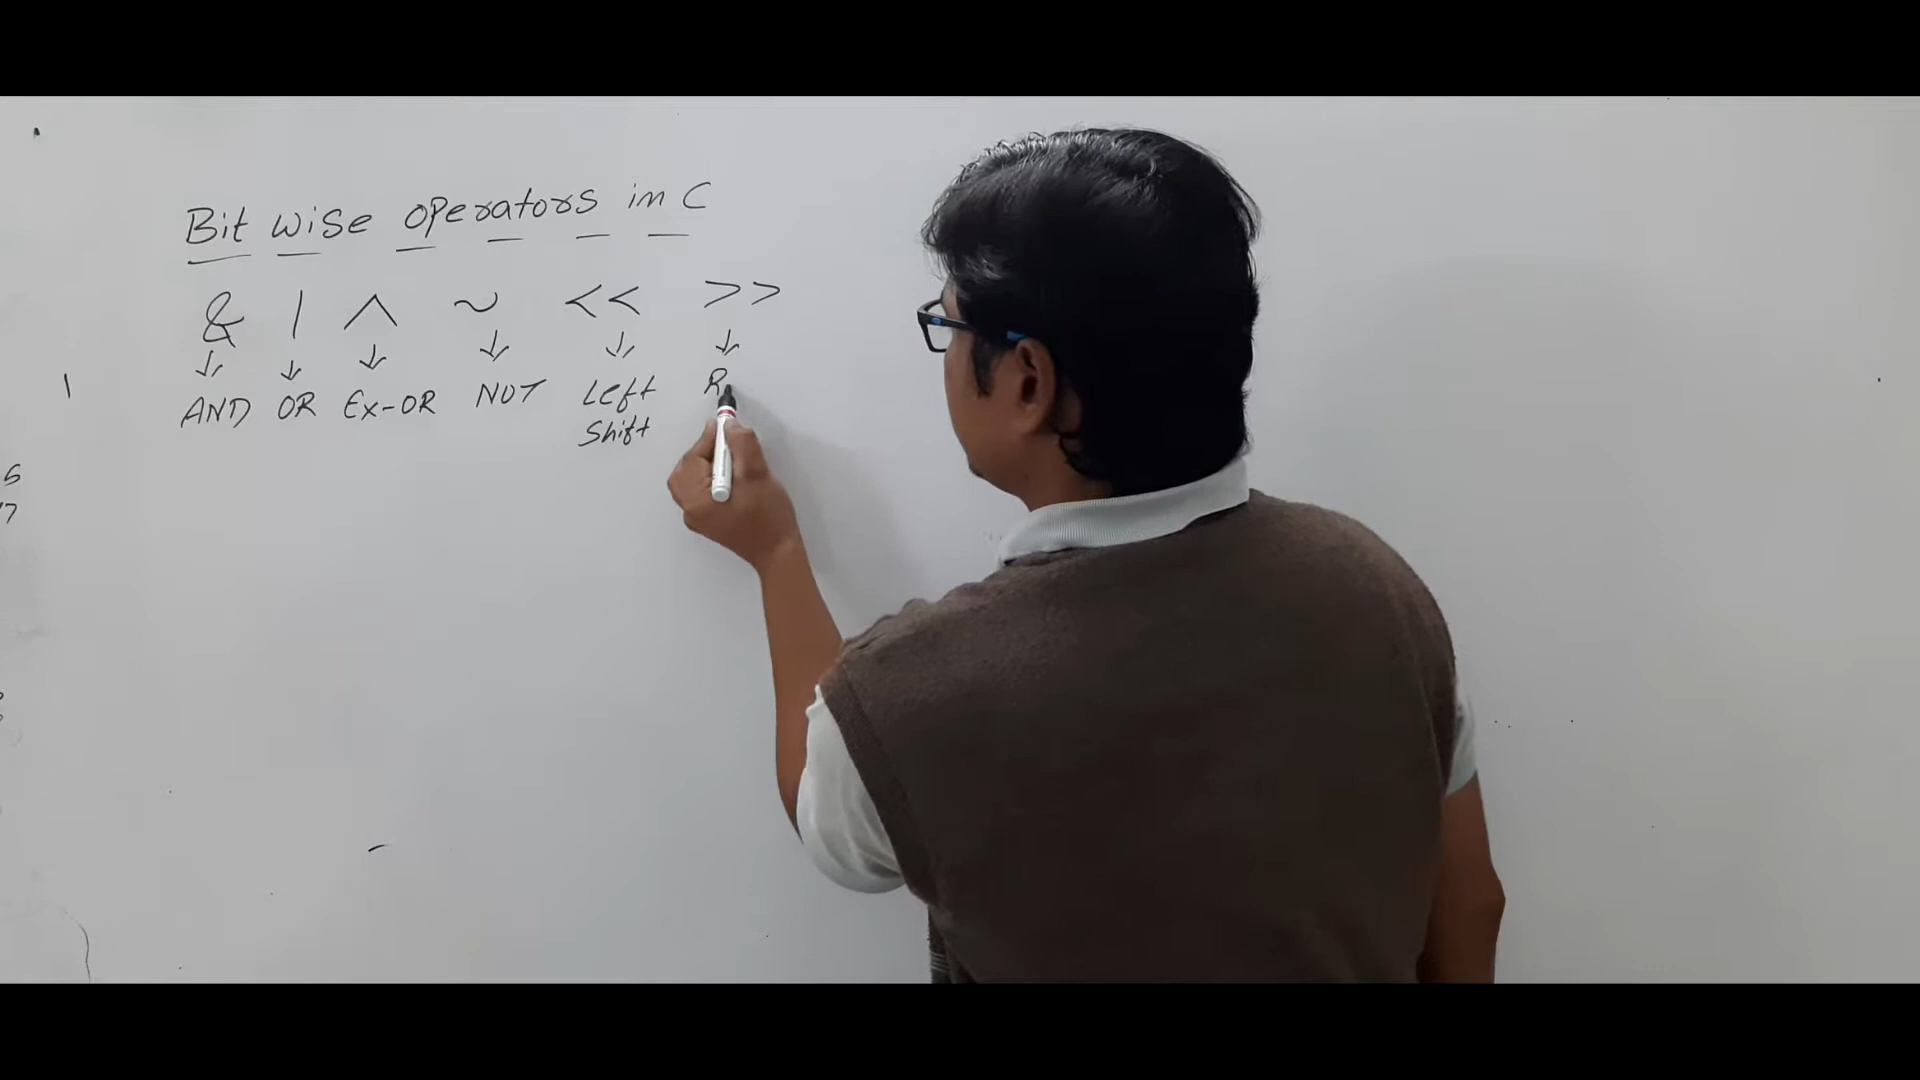 Bit wise operators in C
& | ^ ~ << >>
↓ ↓ ↓ ↓ ↓ ↓
AND OR Ex-OR NOT Left R
Shift